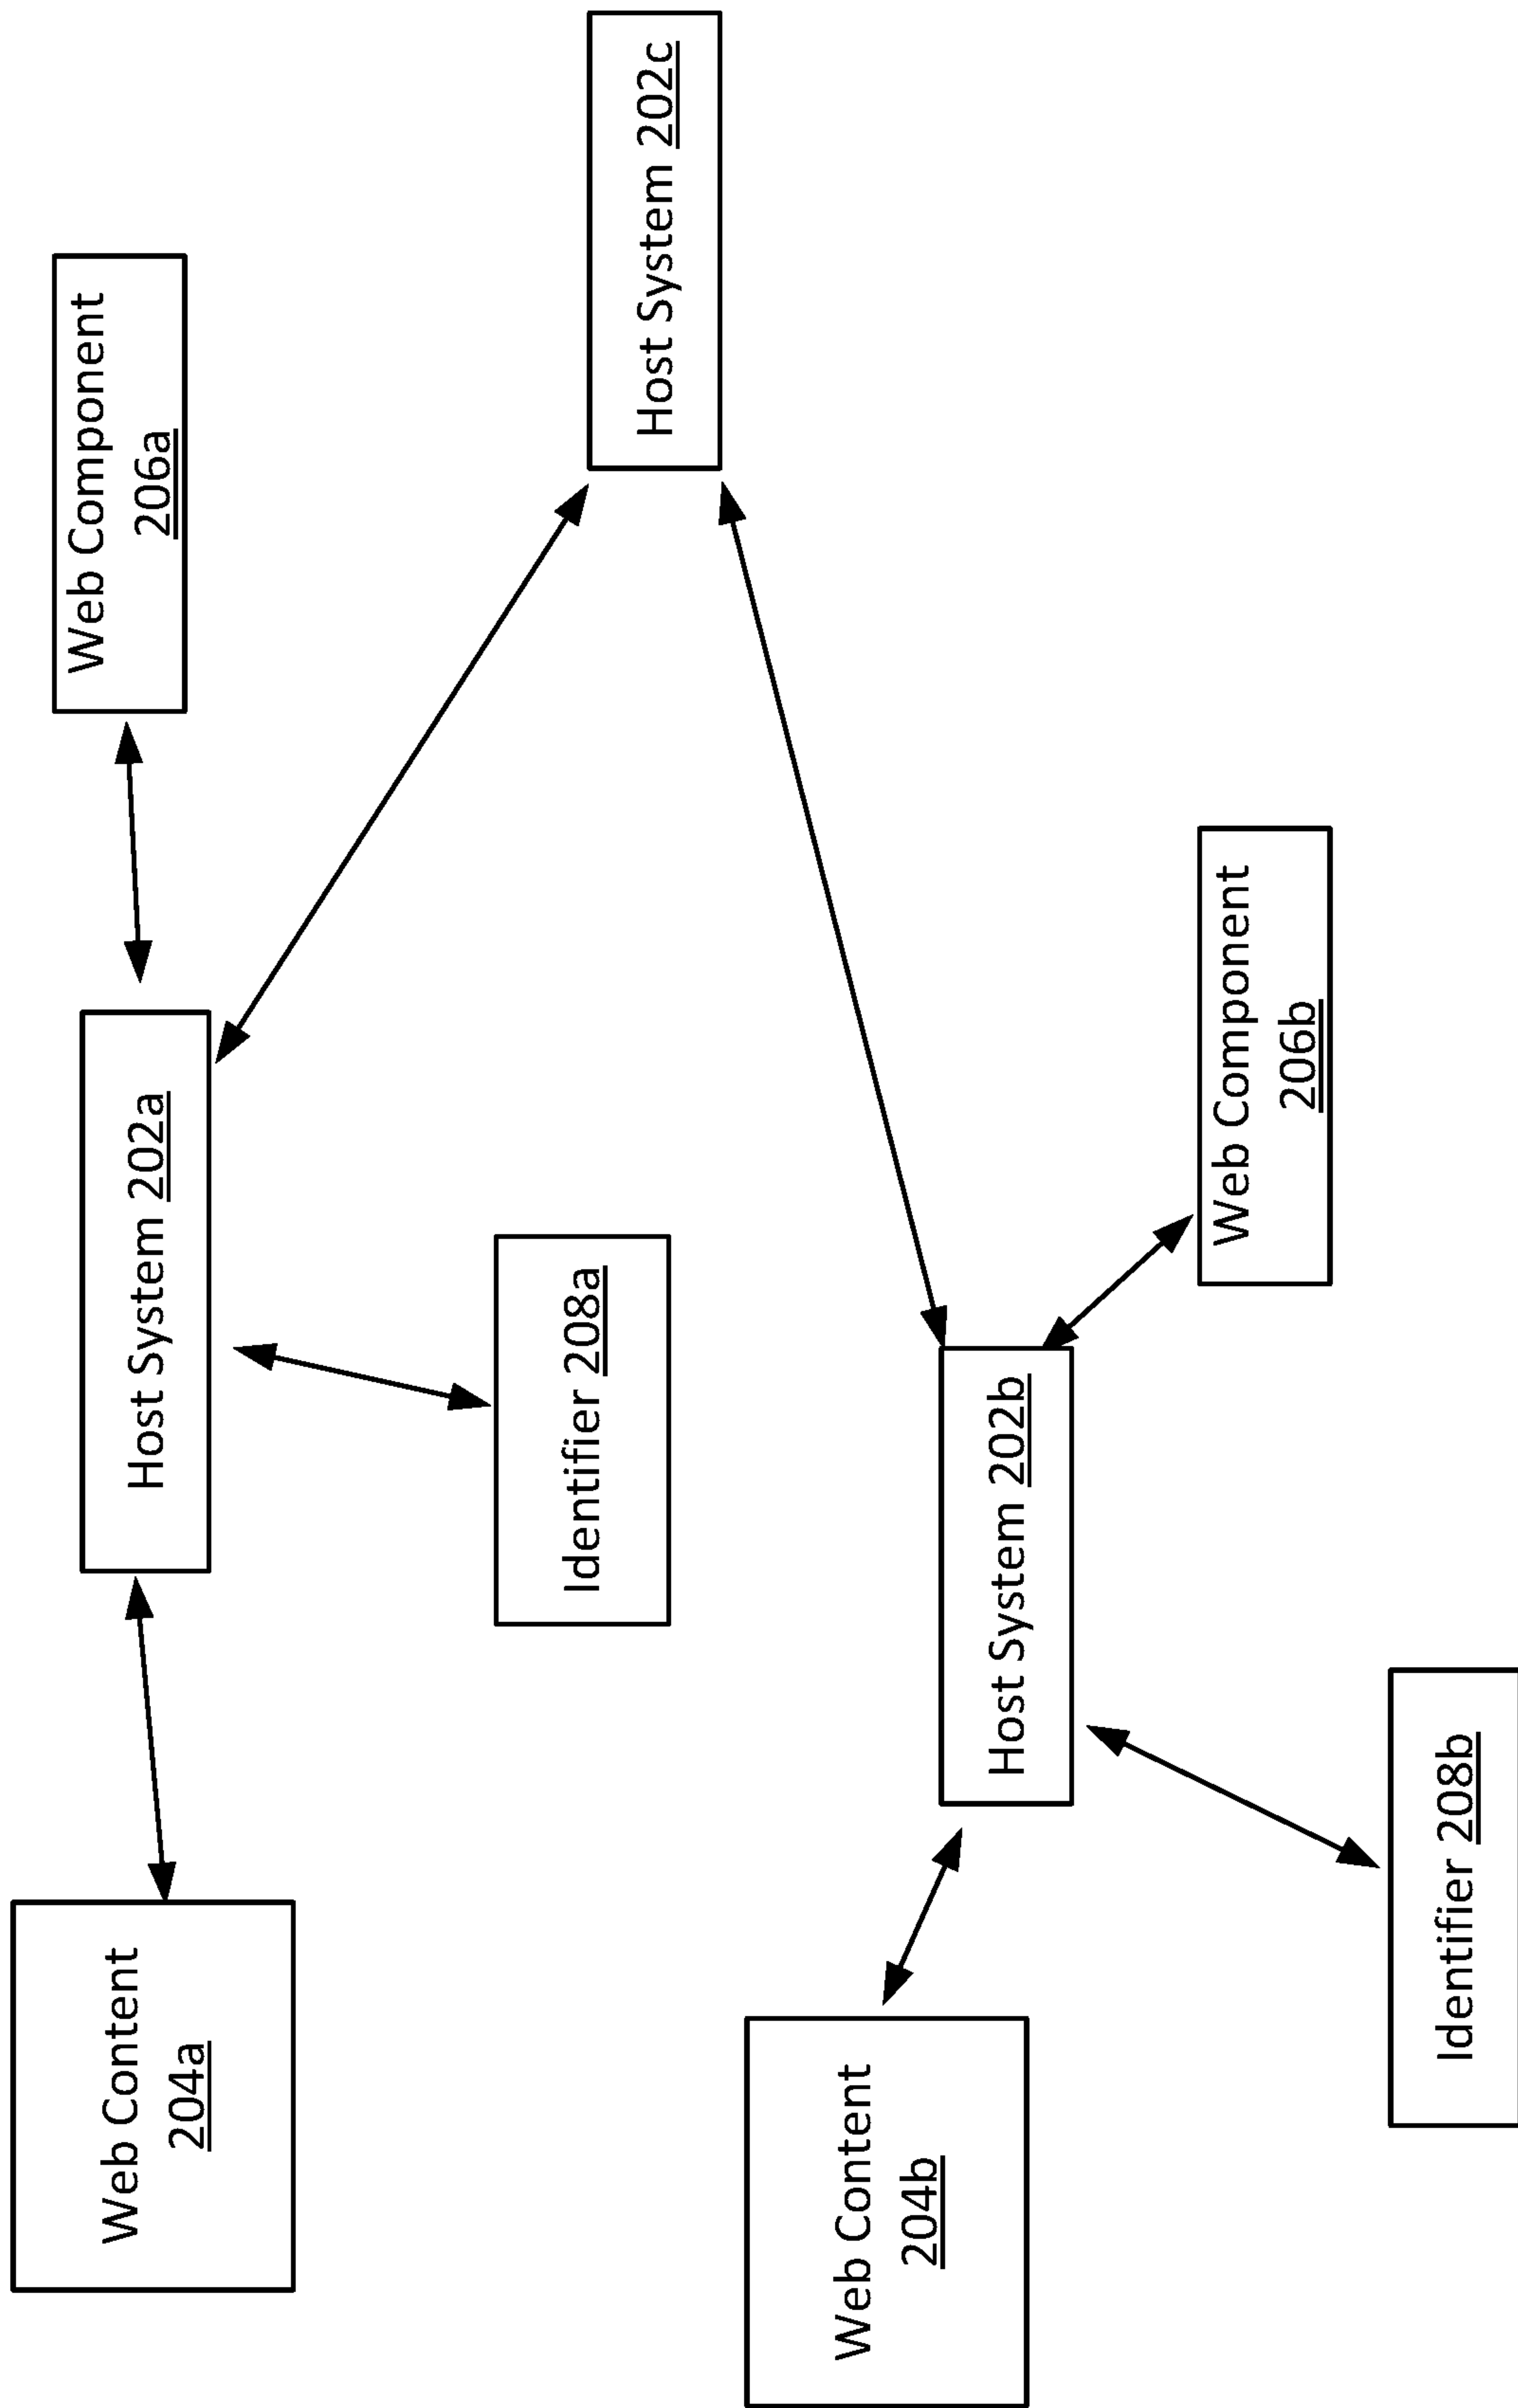 Web Content
204a
Host System 202a
Web Component
206a
Identifier 208a
Host System 202c
Web Content
204b
Host System 202b
Web Component
206b
Identifier 208b